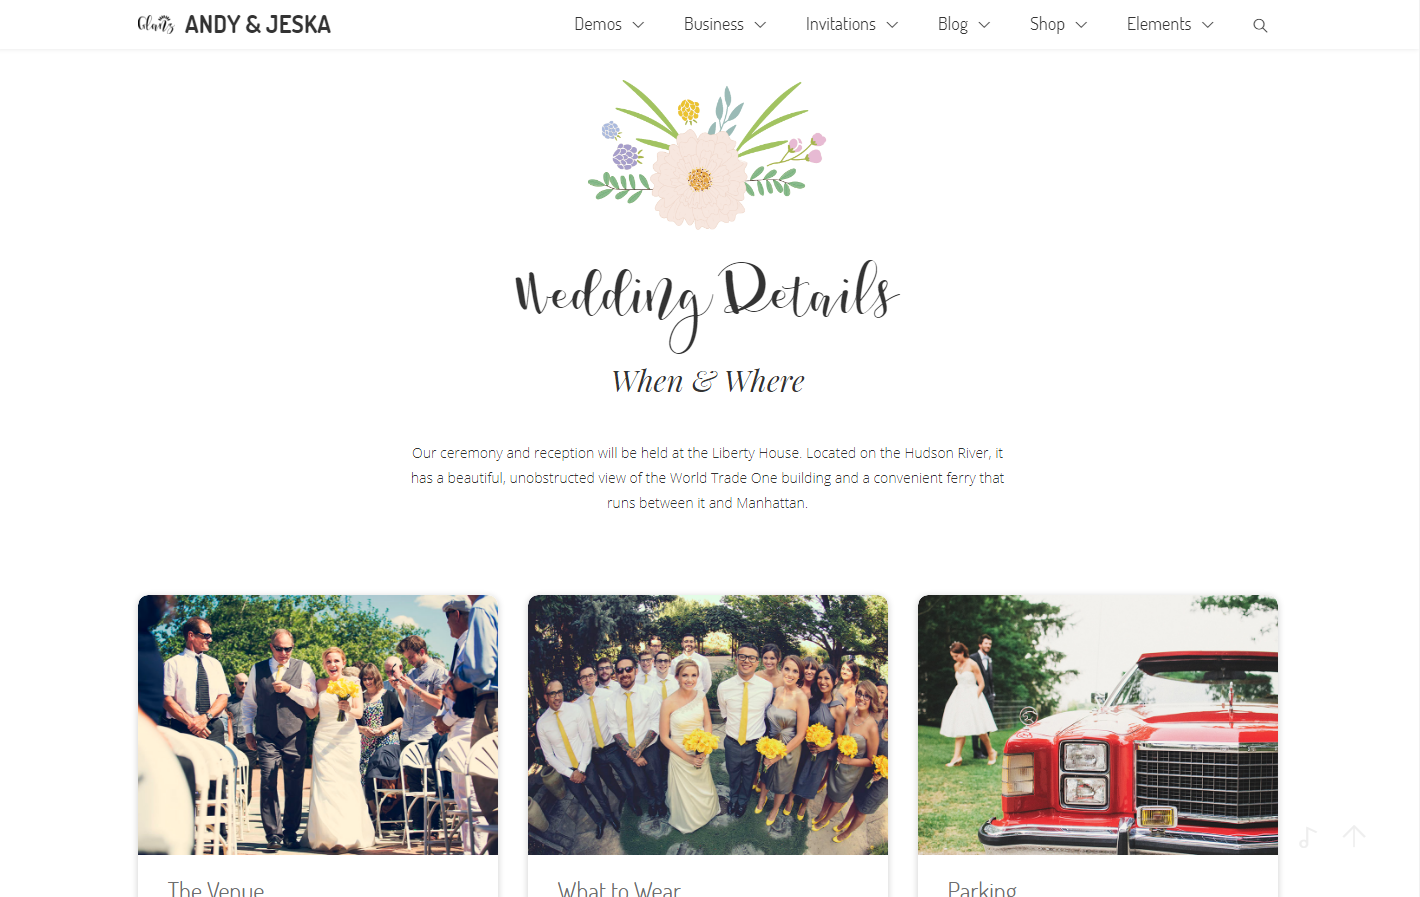 Glanz ANDY & JESKA
Demos Business Invitations Blog Shop Elements
Wedding Details
When & Where
Our ceremony and reception will be held at the Liberty House. Located on the Hudson River, it
has a beautiful, unobstructed view of the World Trade One building and a convenient ferry that
runs between it and Manhattan.
The Venue
What to Wear
Parking